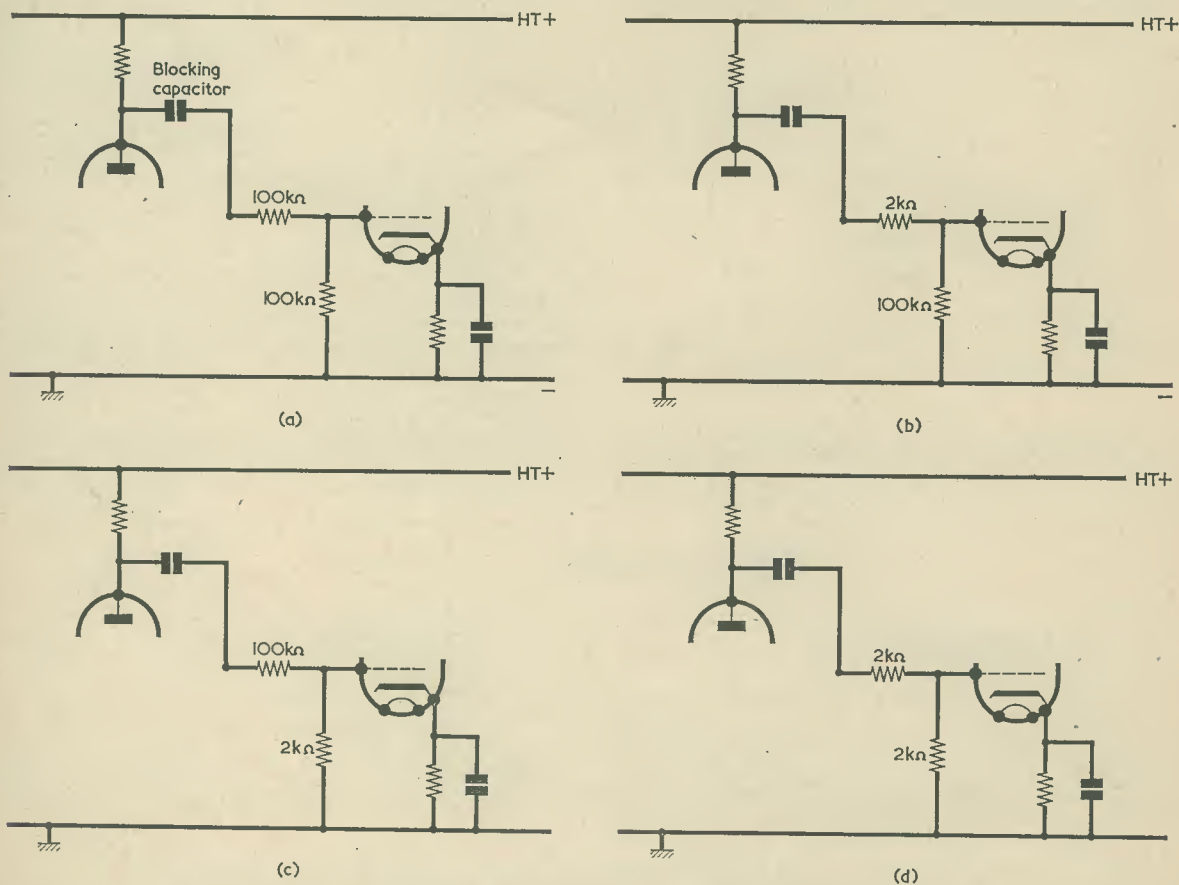 HT+
Blocking
capacitor
100kΩ
100kΩ
−
(a)
HT+
2kΩ
100kΩ
−
(b)
HT+
100kΩ
2kΩ
(c)
HT+
2kΩ
2kΩ
(d)